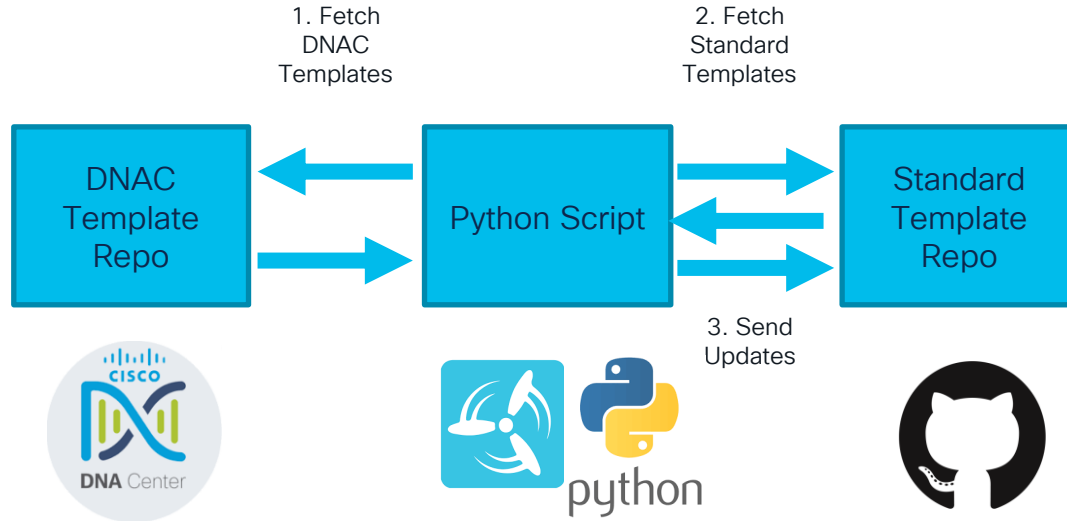 1. Fetch
DNAC
Templates
2. Fetch
Standard
Templates
DNAC
Template
Repo
Python Script
Standard
Template
Repo
3. Send
Updates
CISCO
DNA Center
python